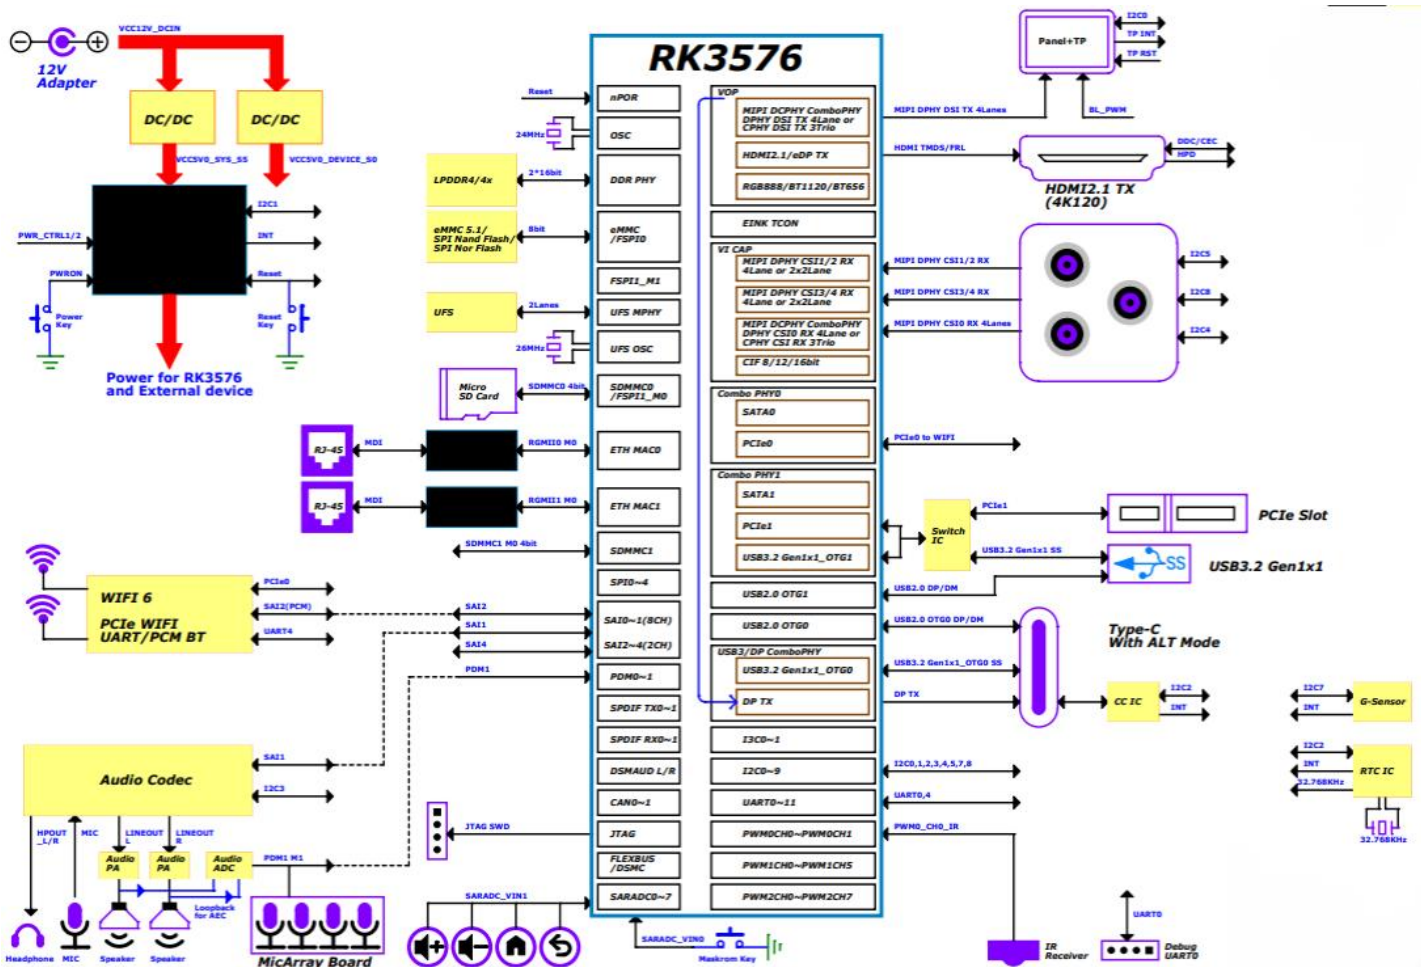 VCC12V_DCIN
12V
Adapter
DC/DC
DC/DC
VCC5V0_SYS_S5
VCC5V0_DEVICE_S0
I2C1
PWR_CTRL1/2
INT
PWRON
Reset
Power
Key
Reset
Key
Power for RK3576
and External device
RK3576
Reset
nPOR
24MHz
OSC
LPDDR4/4x
2*16bit
DDR PHY
eMMC 5.1/
SPI Nand Flash/
SPI Nor Flash
8bit
eMMC
/FSPI0
FSPI1_M1
UFS
2Lanes
UFS MPHY
26MHz
UFS OSC
Micro
SD Card
SDMMC0 4bit
SDMMC0
/FSPI1_M0
RJ-45
MDI
RGMII0 M0
ETH MAC0
RJ-45
MDI
RGMII1 M0
ETH MAC1
SDMMC1 M0 4bit
SDMMC1
SPI0~4
WIFI 6
PCIe WIFI
UART/PCM BT
PCIe0
SAI2(PCM)
UART4
SAI2
SAI1
SAI4
SAI0~1(8CH)
SAI2~4(2CH)
PDM1
PDM0~1
SPDIF TX0~1
SPDIF RX0~1
DSMAUD L/R
CAN0~1
JTAG SWD
JTAG
FLEXBUS
/DSMC
SARADC_VIN1
SARADC0~7
Audio Codec
SAI1
I2C3
HPOUT
_L/R
MIC
LINEOUT
L
LINEOUT
R
Audio
PA
Audio
PA
Audio
ADC
PDM1 M1
Loopback
for AEC
Headphone
MIC
Speaker
Speaker
MicArray Board
SARADC_VIN0
Maskrom Key
VOP
MIPI DCPHY ComboPHY
DPHY DSI TX 4Lane or
CPHY DSI TX 3Trio
HDMI2.1/eDP TX
RGB888/BT1120/BT656
EINK TCON
VI CAP
MIPI DPHY CSI1/2 RX
4Lane or 2x2Lane
MIPI DPHY CSI3/4 RX
4Lane or 2x2Lane
MIPI DCPHY ComboPHY
DPHY CSI0 RX 4Lane or
CPHY CSI RX 3Trio
CIF 8/12/16bit
Combo PHY0
SATA0
PCIe0
Combo PHY1
SATA1
PCIe1
USB3.2 Gen1x1_OTG1
USB2.0 OTG1
USB2.0 OTG0
USB3/DP ComboPHY
USB3.2 Gen1x1_OTG0
DP TX
I3C0~1
I2C0~9
UART0~11
PWM0CH0~PWM0CH1
PWM1CH0~PWM1CH5
PWM2CH0~PWM2CH7
Panel+TP
I2C0
TP INT
TP RST
MIPI DPHY DSI TX 4Lanes
BL_PWM
HDMI TMDS/FRL
DDC/CEC
HPD
HDMI2.1 TX
(4K120)
MIPI DPHY CSI1/2 RX
MIPI DPHY CSI3/4 RX
MIPI DPHY CSI0 RX 4Lanes
I2C5
I2C8
I2C4
PCIe0 to WIFI
Switch
IC
PCIe1
PCIe Slot
USB3.2 Gen1x1 SS
SS
USB3.2 Gen1x1
USB2.0 DP/DM
USB2.0 OTG0 DP/DM
Type-C
With ALT Mode
USB3.2 Gen1x1_OTG0 SS
DP TX
CC IC
I2C2
INT
I2C7
INT
G-Sensor
I2C2
INT
32.768KHz
RTC IC
32.768KHz
I2C0,1,2,3,4,5,7,8
UART0,4
PWM0_CH0_IR
IR
Receiver
UART0
Debug
UART0